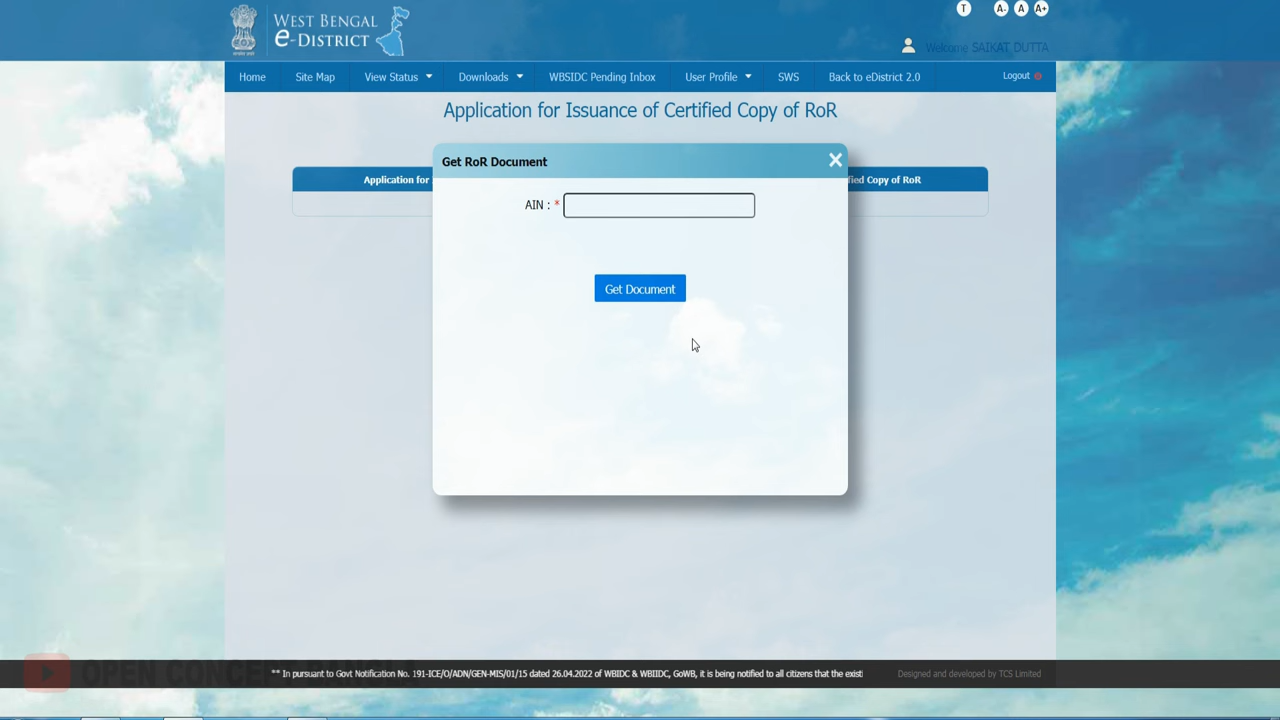 WEST BENGAL
e-DISTRICT
T A- A A+
Welcome SAIKAT DUTTA
Home Site Map View Status Downloads WBSIDC Pending Inbox User Profile SWS Back to eDistrict 2.0 Logout
Application for Issuance of Certified Copy of RoR
Get RoR Document
Application for
fied Copy of RoR
AIN : *
Get Document
OPEN CONCE
** In pursuant to Govt Notification No. 191-ICE/O/ADN/GEN-MIS/01/15 dated 26.04.2022 of WBIDC & WBIIDC, GoWB, it is being notified to all citizens that the existi
Designed and developed by TCS Limited